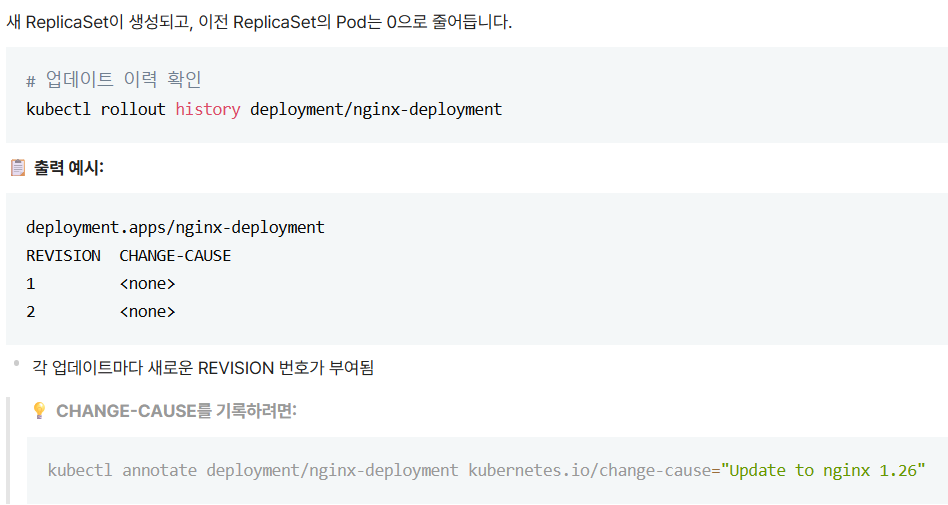 새 ReplicaSet이 생성되고, 이전 ReplicaSet의 Pod는 0으로 줄어듭니다.
# 업데이트 이력 확인
kubectl rollout history deployment/nginx-deployment
📋 출력 예시:
deployment.apps/nginx-deployment
REVISION  CHANGE-CAUSE
1         <none>
2         <none>
• 각 업데이트마다 새로운 REVISION 번호가 부여됨
💡 CHANGE-CAUSE를 기록하려면:
kubectl annotate deployment/nginx-deployment kubernetes.io/change-cause="Update to nginx 1.26"